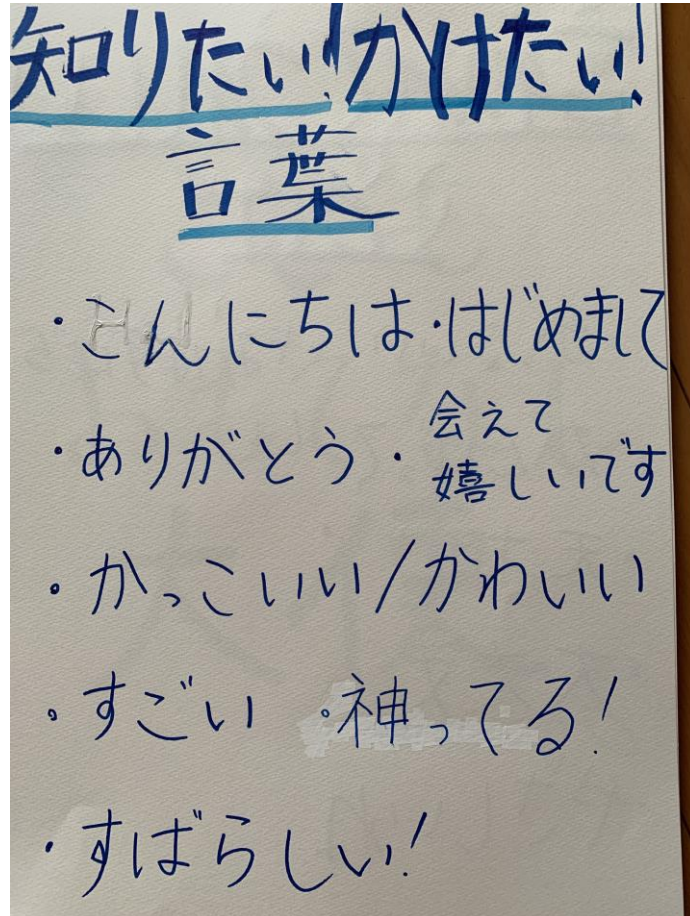 知りたい!かけたい!
言葉
・こんにちは・はじめまして
・ありがとう・会えて
嬉しいです
・かっこいい/かわいい
・すごい ・神ってる!
・すばらしい!